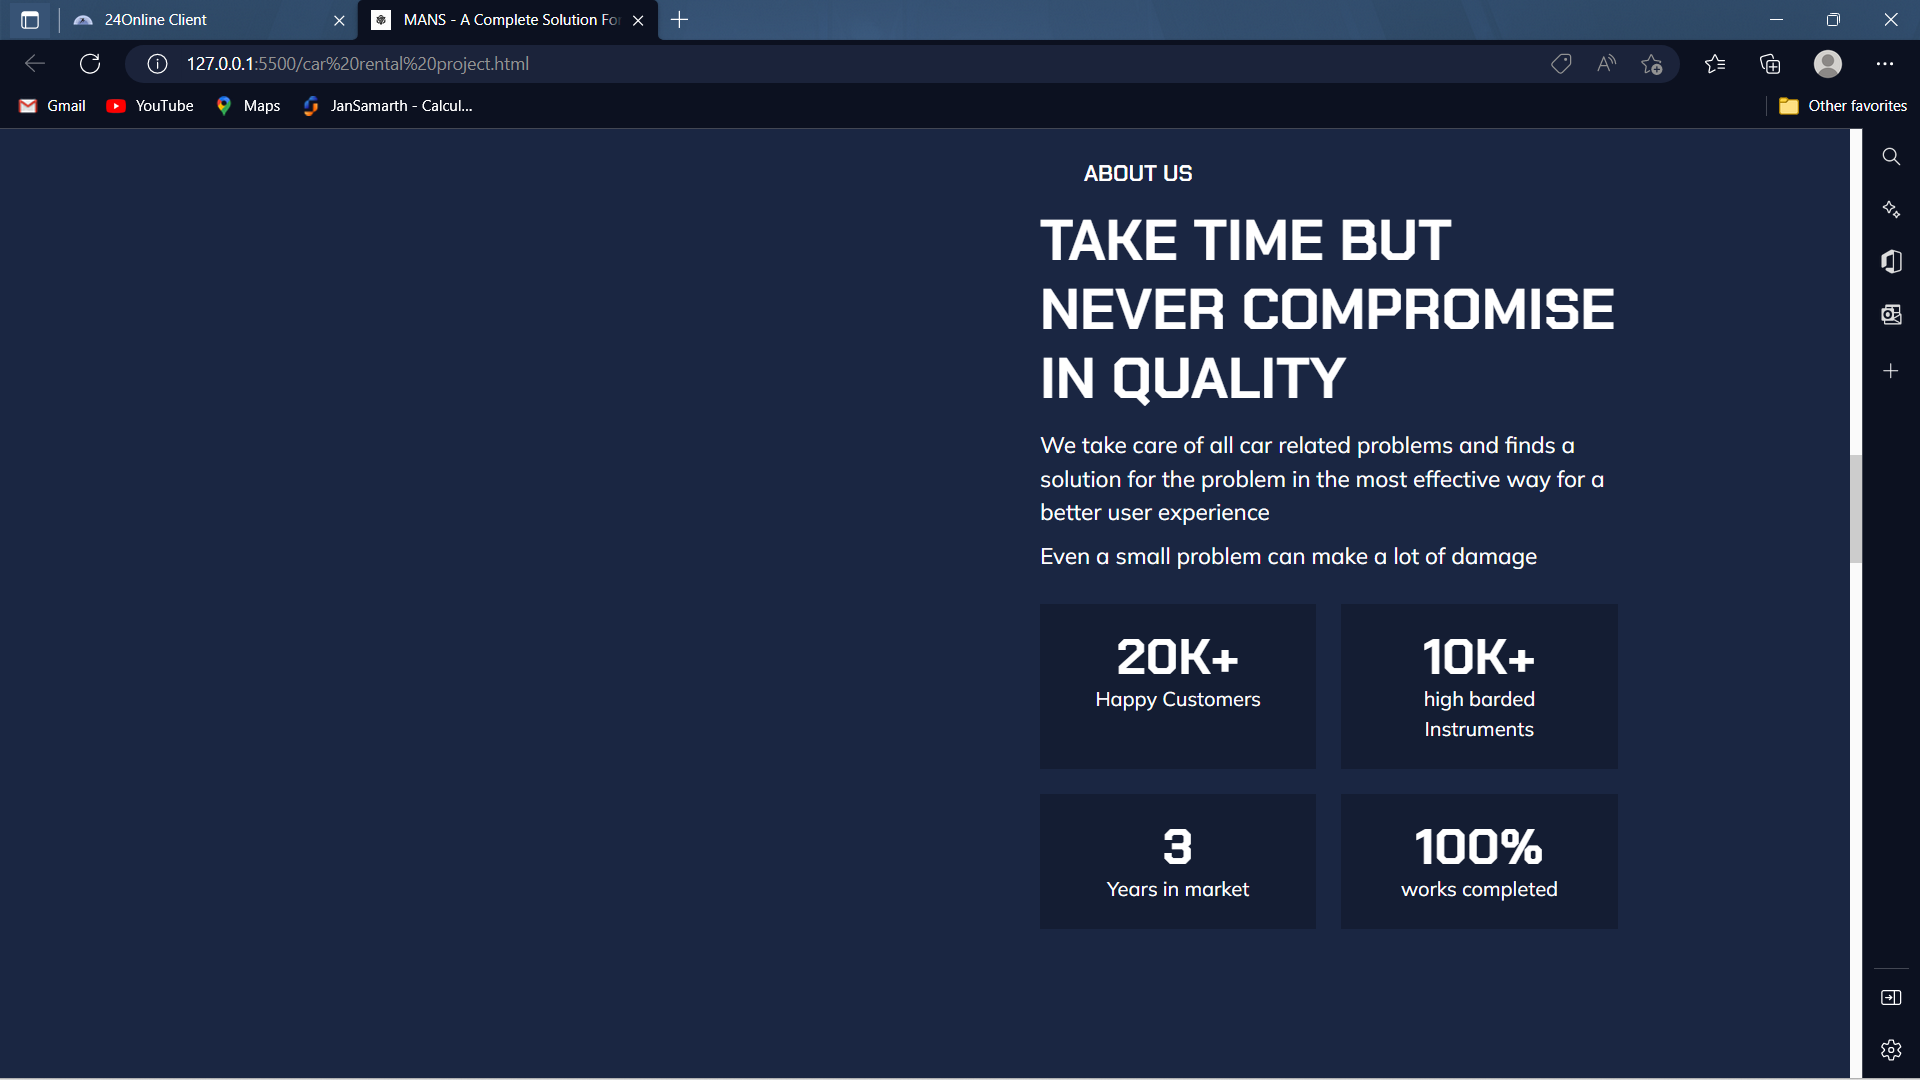 24Online Client
MANS - A Complete Solution Fo
127.0.0.1:5500/car%20rental%20project.html
Gmail
YouTube
Maps
JanSamarth - Calcul...
Other favorites
ABOUT US
TAKE TIME BUT
NEVER COMPROMISE
IN QUALITY
We take care of all car related problems and finds a
solution for the problem in the most effective way for a
better user experience
Even a small problem can make a lot of damage
20K+
Happy Customers
10K+
high barded
Instruments
3
Years in market
100%
works completed